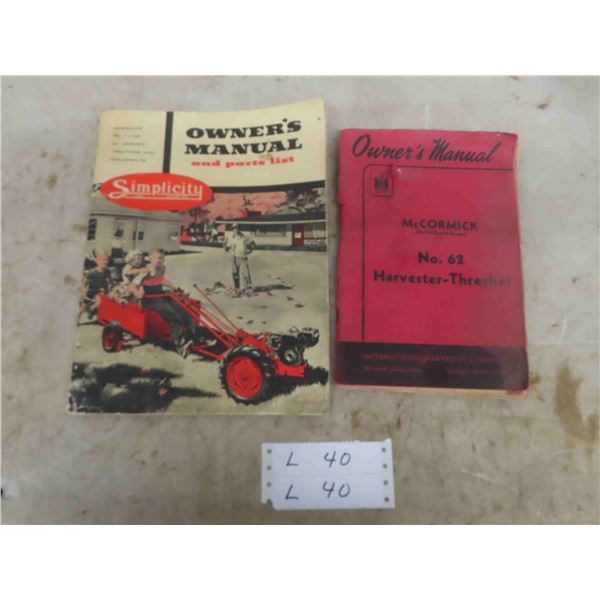 OWNER'S
MANUAL
and parts list
Simplicity
Owner's Manual
McCORMICK
No. 62
Harvester-Thresher
INTERNATIONAL HARVESTER COMPANY
L 40
L 40